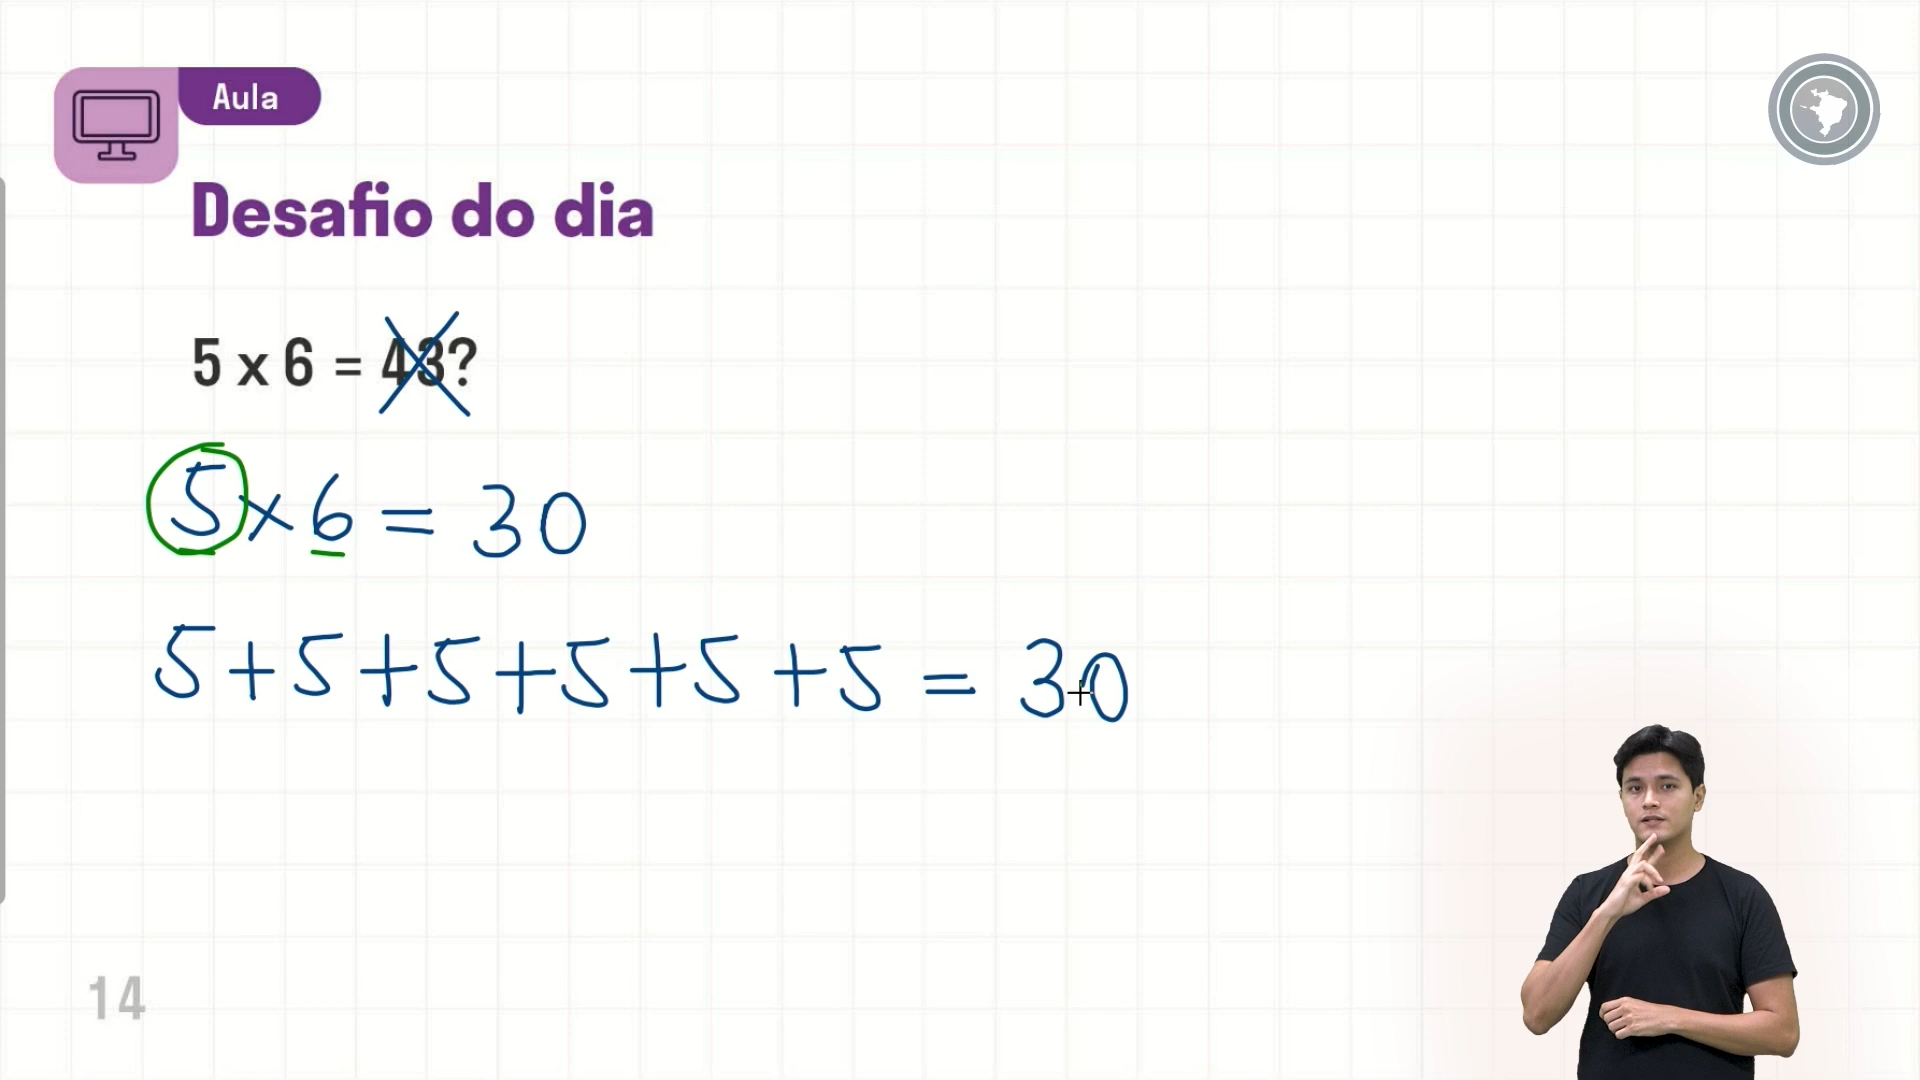 Aula
Desafio do dia
5 x 6 = 43?
5 x 6 = 30
5+5+5+5+5+5 = 30
14